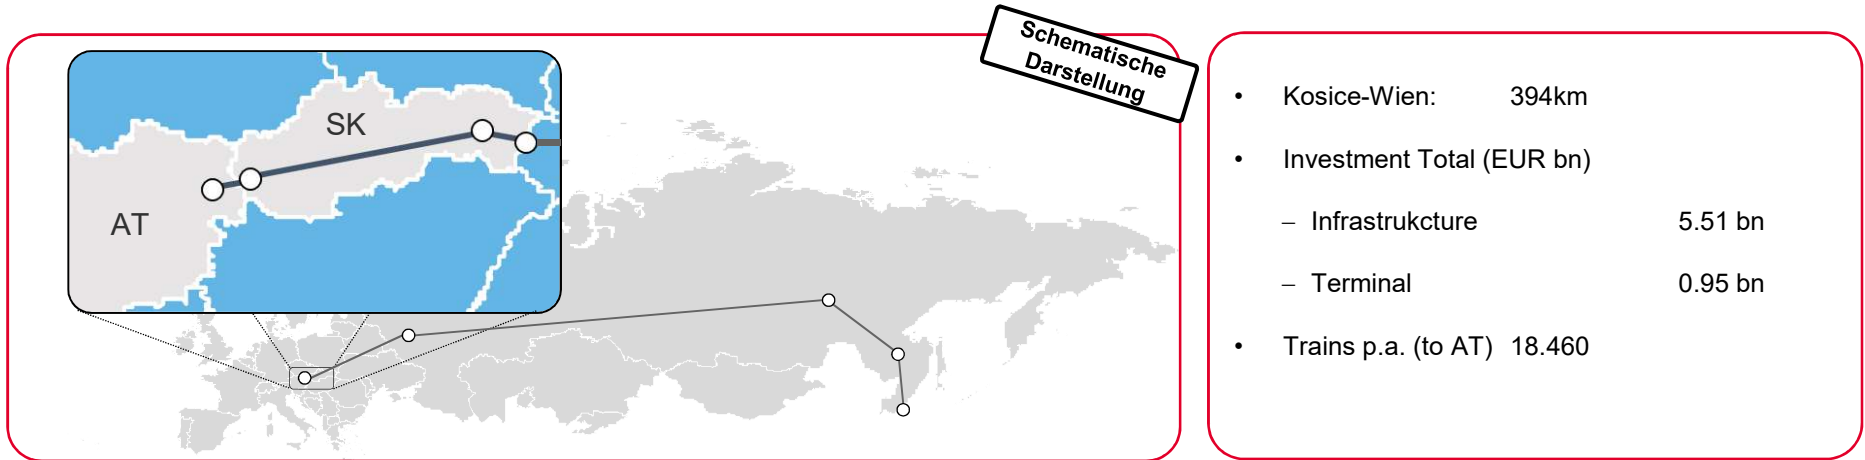 Schematische
Darstellung
SK
AT
• Kosice-Wien: 394km
• Investment Total (EUR bn)
– Infrastrukcture 5.51 bn
– Terminal 0.95 bn
• Trains p.a. (to AT) 18.460